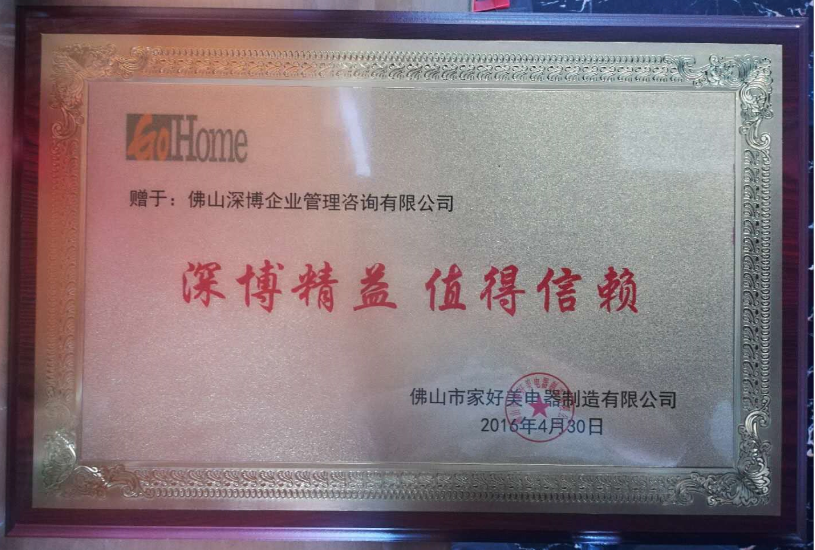 GoHome
赠于：佛山深博企业管理咨询有限公司
深博精益 值得信赖
佛山市家好美电器制造有限公司
2016年4月30日